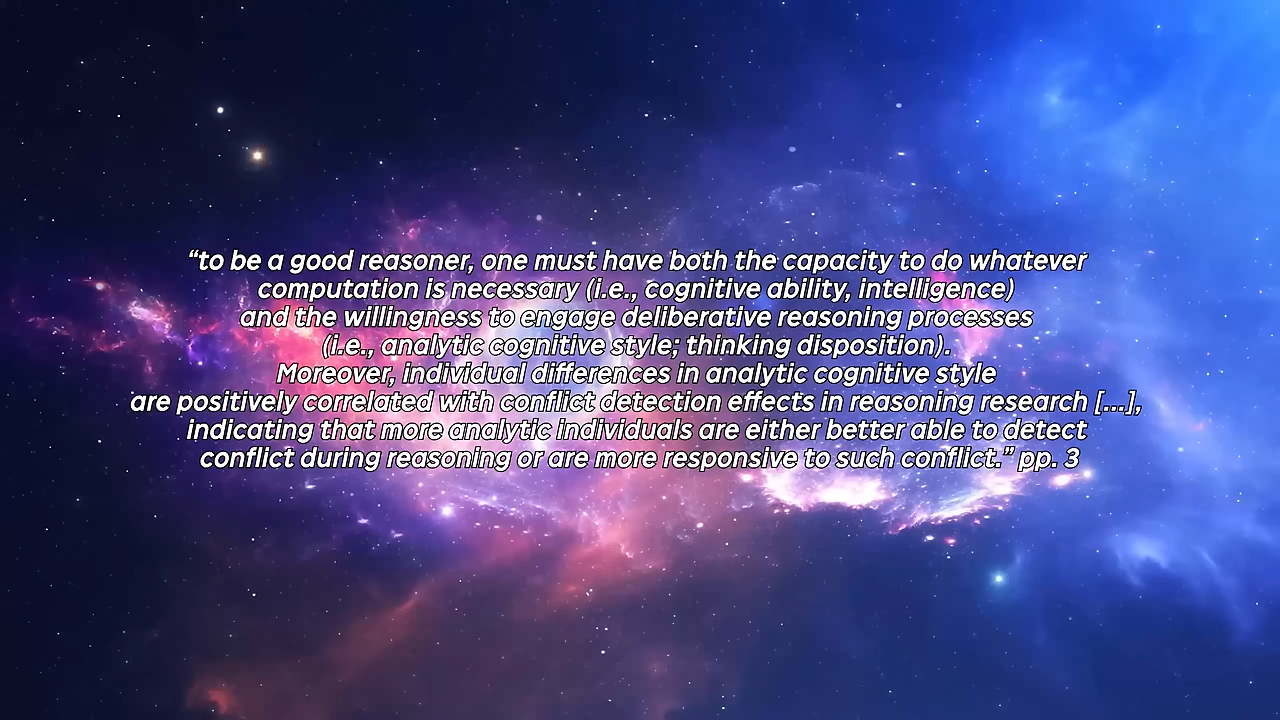 “to be a good reasoner, one must have both the capacity to do whatever
computation is necessary (i.e., cognitive ability, intelligence)
and the willingness to engage deliberative reasoning processes
(i.e., analytic cognitive style; thinking disposition).
Moreover, individual differences in analytic cognitive style
are positively correlated with conflict detection effects in reasoning research [...],
indicating that more analytic individuals are either better able to detect
conflict during reasoning or are more responsive to such conflict.” pp. 3